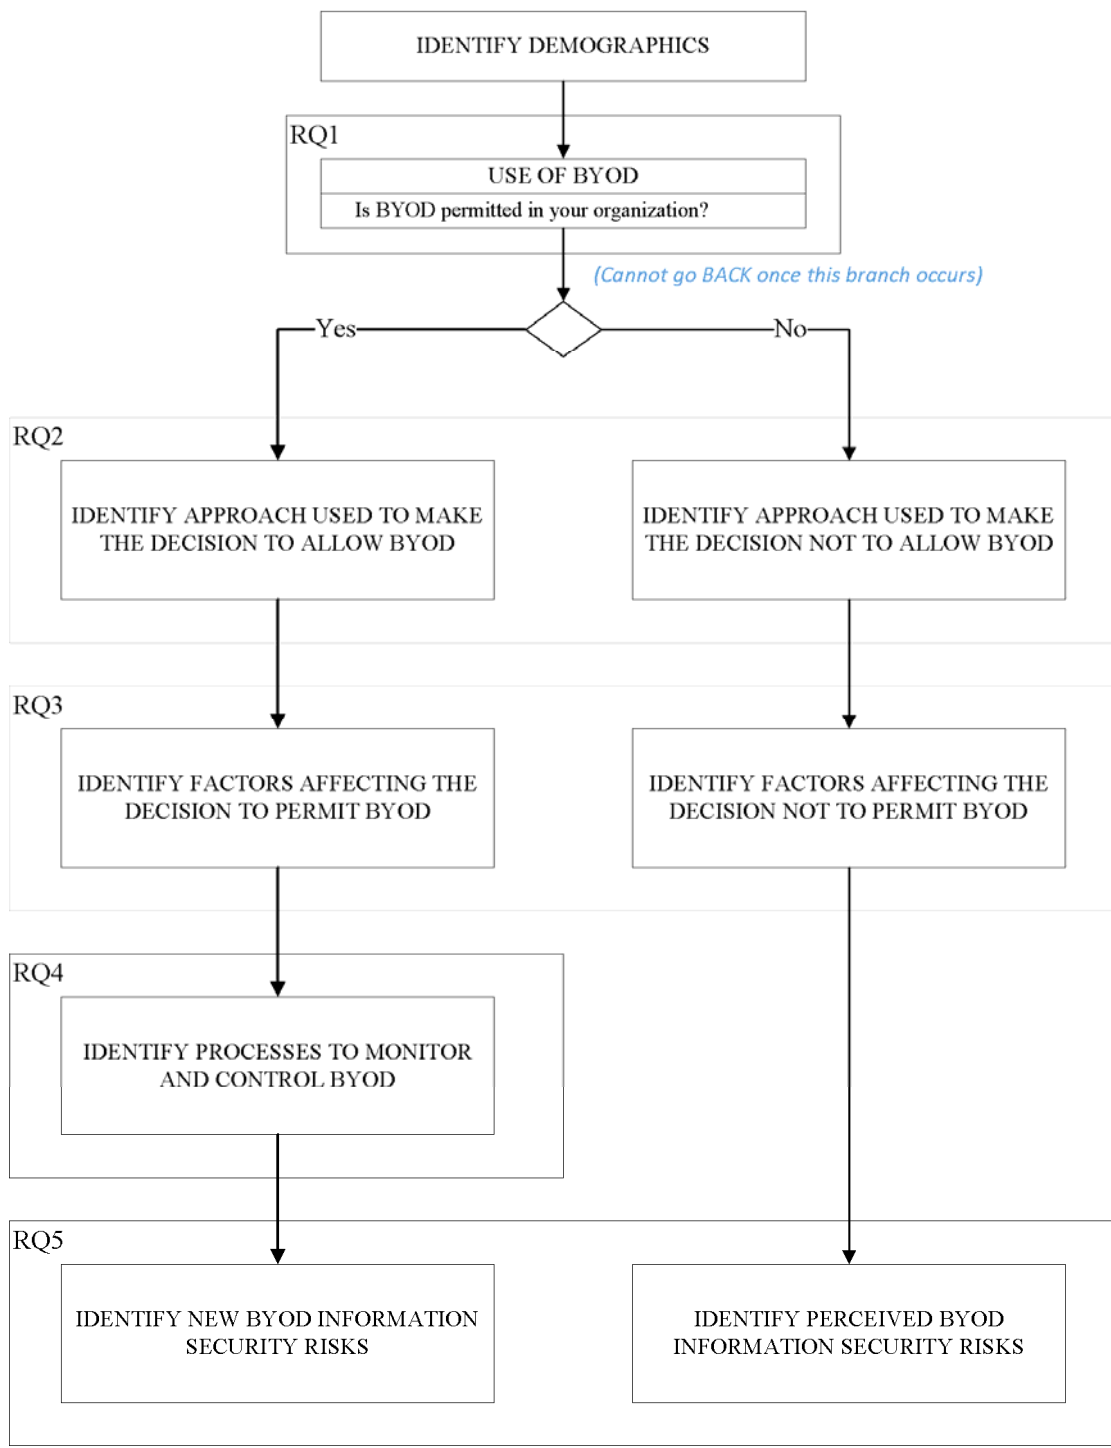 IDENTIFY DEMOGRAPHICS
RQ1
USE OF BYOD
Is BYOD permitted in your organization?
(Cannot go BACK once this branch occurs)
Yes
No
RQ2
IDENTIFY APPROACH USED TO MAKE
THE DECISION TO ALLOW BYOD
IDENTIFY APPROACH USED TO MAKE
THE DECISION NOT TO ALLOW BYOD
RQ3
IDENTIFY FACTORS AFFECTING THE
DECISION TO PERMIT BYOD
IDENTIFY FACTORS AFFECTING THE
DECISION NOT TO PERMIT BYOD
RQ4
IDENTIFY PROCESSES TO MONITOR
AND CONTROL BYOD
RQ5
IDENTIFY NEW BYOD INFORMATION
SECURITY RISKS
IDENTIFY PERCEIVED BYOD
INFORMATION SECURITY RISKS